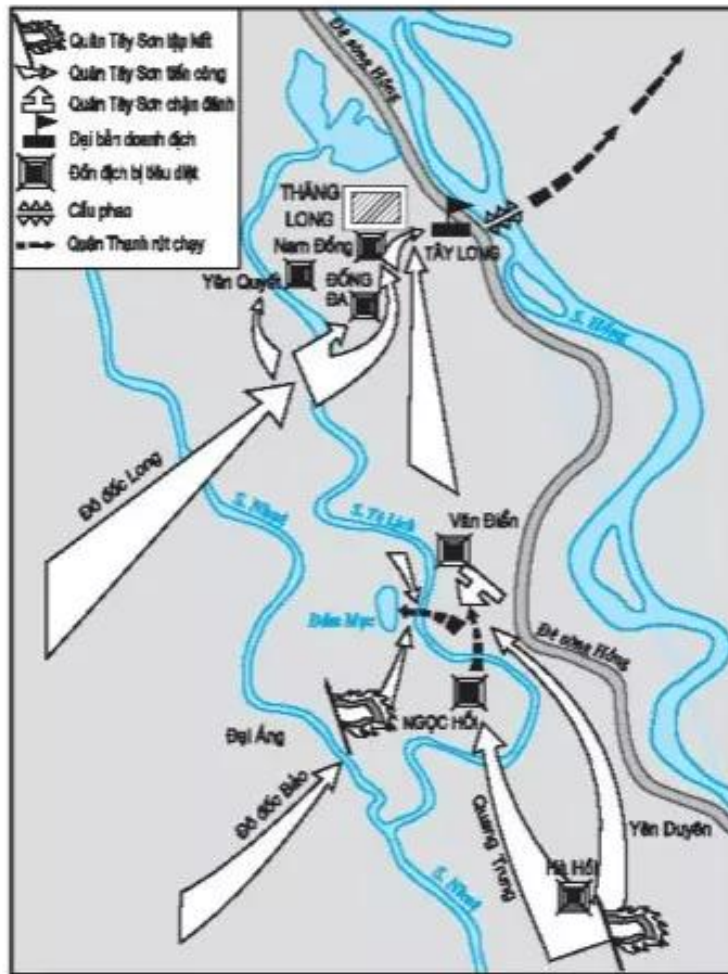 Quân Tây Sơn tập kết
Quân Tây Sơn tiến công
Quân Tây Sơn chặn đánh
Đại bản doanh địch
Đồn địch bị tiêu diệt
Cầu phao
Quân Thanh rút chạy
Đê sông Hồng
THĂNG
LONG
Nam Đồng
TÂY LONG
Yên Quyết
ĐỐNG
ĐA
S. Hồng
Đô đốc Long
S. Nhuệ
S. Tô Lịch
Văn Điển
Đầm Mực
Đê sông Hồng
NGỌC HỒI
Đại Áng
Đô đốc Bảo
Quang Trung
Yên Duyên
Hà Hồi
S. Nhuệ